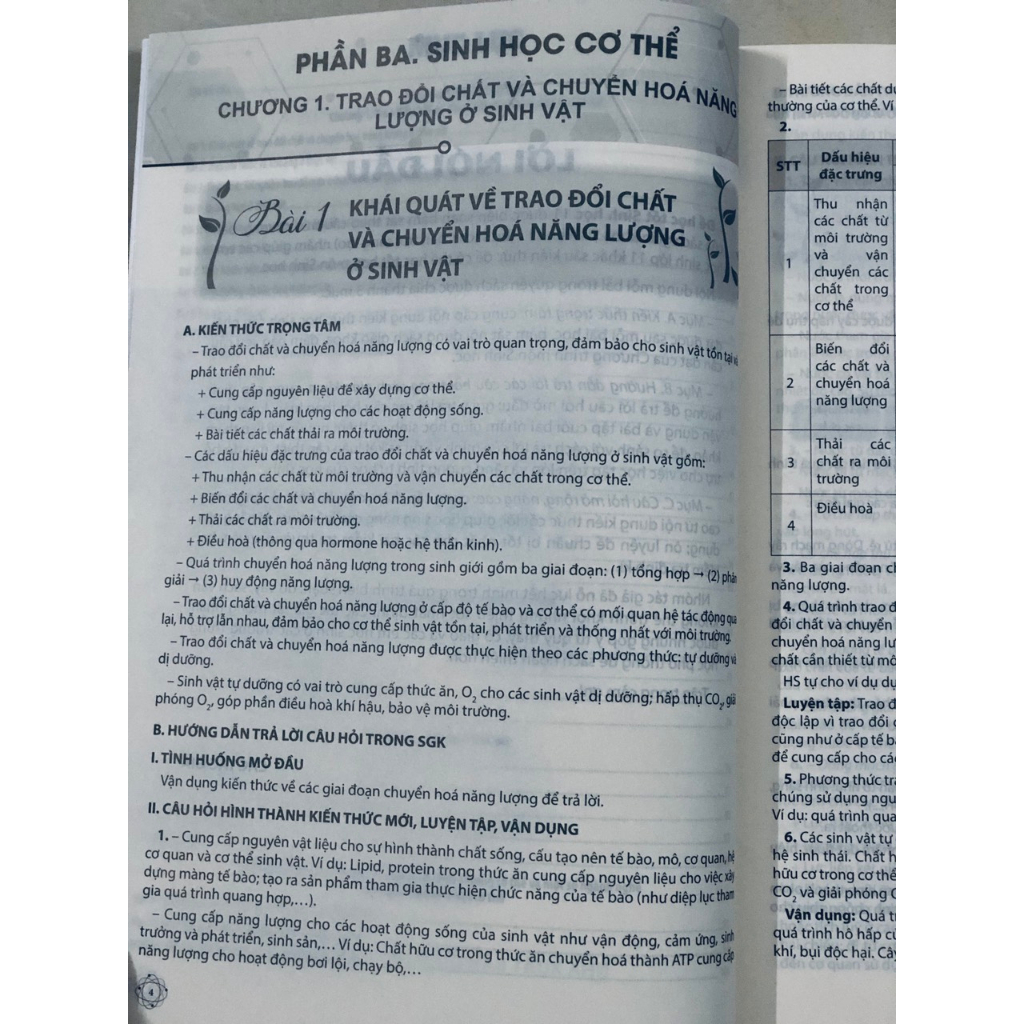 PHẦN BA. SINH HỌC CƠ THỂ
CHƯƠNG 1. TRAO ĐỔI CHẤT VÀ CHUYỂN HOÁ NĂNG
LƯỢNG Ở SINH VẬT
Bài 1
KHÁI QUÁT VỀ TRAO ĐỔI CHẤT
VÀ CHUYỂN HOÁ NĂNG LƯỢNG
Ở SINH VẬT
A. KIẾN THỨC TRỌNG TÂM
– Trao đổi chất và chuyển hoá năng lượng có vai trò quan trọng, đảm bảo cho sinh vật tồn tại và
phát triển như:
+ Cung cấp nguyên liệu để xây dựng cơ thể.
+ Cung cấp năng lượng cho các hoạt động sống.
+ Bài tiết các chất thải ra môi trường.
– Các dấu hiệu đặc trưng của trao đổi chất và chuyển hoá năng lượng ở sinh vật gồm:
+ Thu nhận các chất từ môi trường và vận chuyển các chất trong cơ thể.
+ Biến đổi các chất và chuyển hoá năng lượng.
+ Thải các chất ra môi trường.
+ Điều hoà (thông qua hormone hoặc hệ thần kinh).
– Quá trình chuyển hoá năng lượng trong sinh giới gồm ba giai đoạn: (1) tổng hợp → (2) phân
giải → (3) huy động năng lượng.
– Trao đổi chất và chuyển hoá năng lượng ở cấp độ tế bào và cơ thể có mối quan hệ tác động qua
lại, hỗ trợ lẫn nhau, đảm bảo cho cơ thể sinh vật tồn tại, phát triển và thống nhất với môi trường.
– Trao đổi chất và chuyển hoá năng lượng được thực hiện theo các phương thức: tự dưỡng và
dị dưỡng.
– Sinh vật tự dưỡng có vai trò cung cấp thức ăn, O₂ cho các sinh vật dị dưỡng; hấp thụ CO₂, giải
phóng O₂, góp phần điều hoà khí hậu, bảo vệ môi trường.
B. HƯỚNG DẪN TRẢ LỜI CÂU HỎI TRONG SGK
I. TÌNH HUỐNG MỞ ĐẦU
Vận dụng kiến thức về các giai đoạn chuyển hoá năng lượng để trả lời.
II. CÂU HỎI HÌNH THÀNH KIẾN THỨC MỚI, LUYỆN TẬP, VẬN DỤNG
1. – Cung cấp nguyên vật liệu cho sự hình thành chất sống, cấu tạo nên tế bào, mô, cơ quan, hệ
cơ quan và cơ thể sinh vật. Ví dụ: Lipid, protein trong thức ăn cung cấp nguyên liệu cho việc xây
dựng màng tế bào; tạo ra sản phẩm tham gia thực hiện chức năng của tế bào (như diệp lục tham
gia quá trình quang hợp,…).
– Cung cấp năng lượng cho các hoạt động sống của sinh vật như vận động, cảm ứng, sinh
trưởng và phát triển, sinh sản,… Ví dụ: Chất hữu cơ trong thức ăn chuyển hoá thành ATP cung cấp
năng lượng cho hoạt động bơi lội, chạy bộ,…
4
– Bài tiết các chất
thường của cơ thể. Ví
2.
STT
Dấu hiệu
đặc trưng
1
Thu nhận
các chất từ
môi trường
và vận
chuyển các
chất trong
cơ thể
2
Biến đổi
các chất và
chuyển hoá
năng lượng
3
Thải các
chất ra môi
trường
4
Điều hoà
3. Ba giai đoạn
năng lượng.
4. Quá trình trao
đổi chất và chuyển
chuyển hoá năng
chất cần thiết từ
HS tự cho ví dụ
Luyện tập: Trao
độc lập vì trao đổi
cũng như ở cấp tế
để cung cấp cho
5. Phương thức
chúng sử dụng
Ví dụ: quá trình
6. Các sinh vật tự
hệ sinh thái. Chất
hữu cơ trong cơ thể
CO₂ và giải phóng
Vận dụng: Quá
quá trình hô hấp
khí, bụi độc hại.